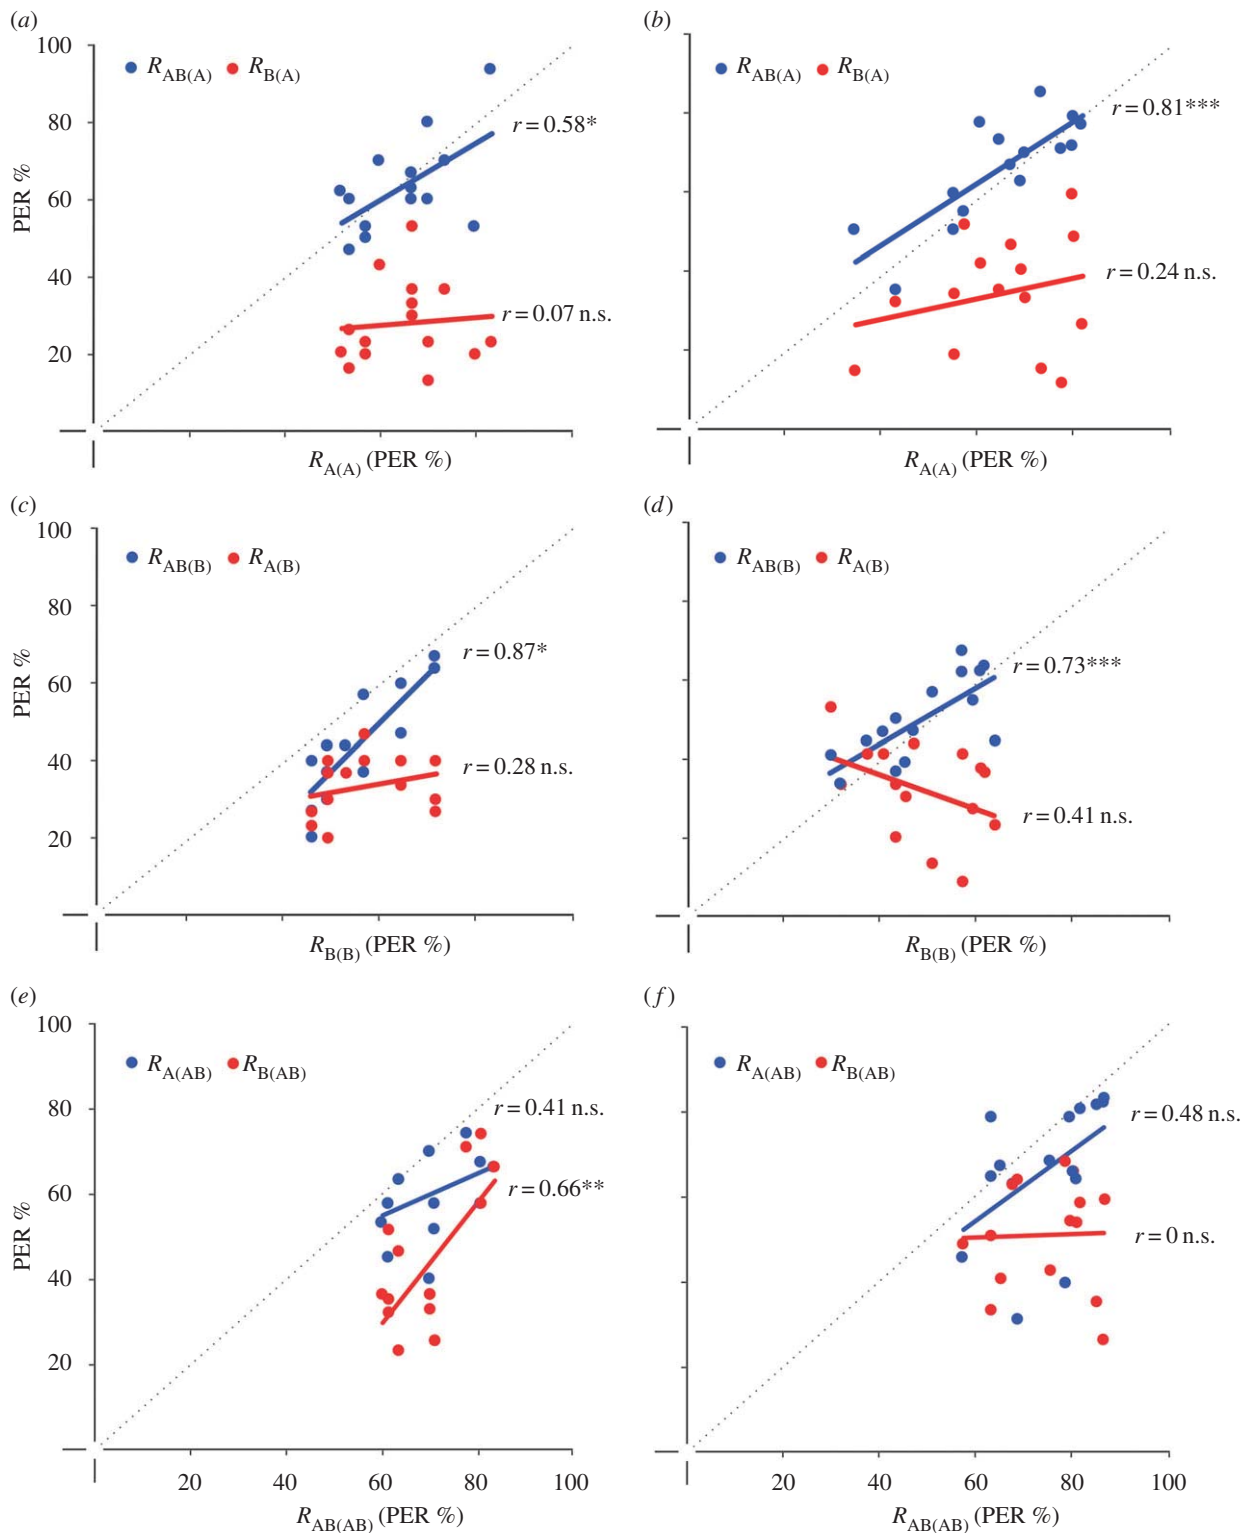 (a)
100
80
60
40
20
PER %
R_AB(A) R_B(A)
r = 0.58*
r = 0.07 n.s.
R_A(A) (PER %)
(b)
R_AB(A) R_B(A)
r = 0.81***
r = 0.24 n.s.
R_A(A) (PER %)
(c)
100
80
60
40
20
PER %
R_AB(B) R_A(B)
r = 0.87*
r = 0.28 n.s.
R_B(B) (PER %)
(d)
R_AB(B) R_A(B)
r = 0.73***
r = 0.41 n.s.
R_B(B) (PER %)
(e)
100
80
60
40
20
PER %
R_A(AB) R_B(AB)
r = 0.41 n.s.
r = 0.66**
20 40 60 80 100
R_AB(AB) (PER %)
(f)
R_A(AB) R_B(AB)
r = 0.48 n.s.
r = 0 n.s.
20 40 60 80 100
R_AB(AB) (PER %)